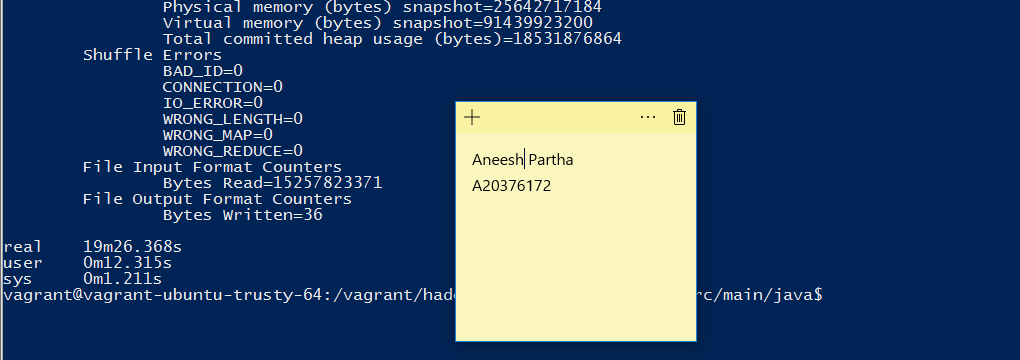 Physical memory (bytes) snapshot=25642717184
Virtual memory (bytes) snapshot=91439923200
Total committed heap usage (bytes)=18531876864
Shuffle Errors
BAD_ID=0
CONNECTION=0
IO_ERROR=0
WRONG_LENGTH=0
WRONG_MAP=0
WRONG_REDUCE=0
File Input Format Counters
Bytes Read=15257823371
File Output Format Counters
Bytes Written=36
real 19m26.368s
user 0m12.315s
sys 0m1.211s
vagrant@vagrant-ubuntu-trusty-64:/vagrant/had rc/main/java$
Aneesh Partha
A20376172